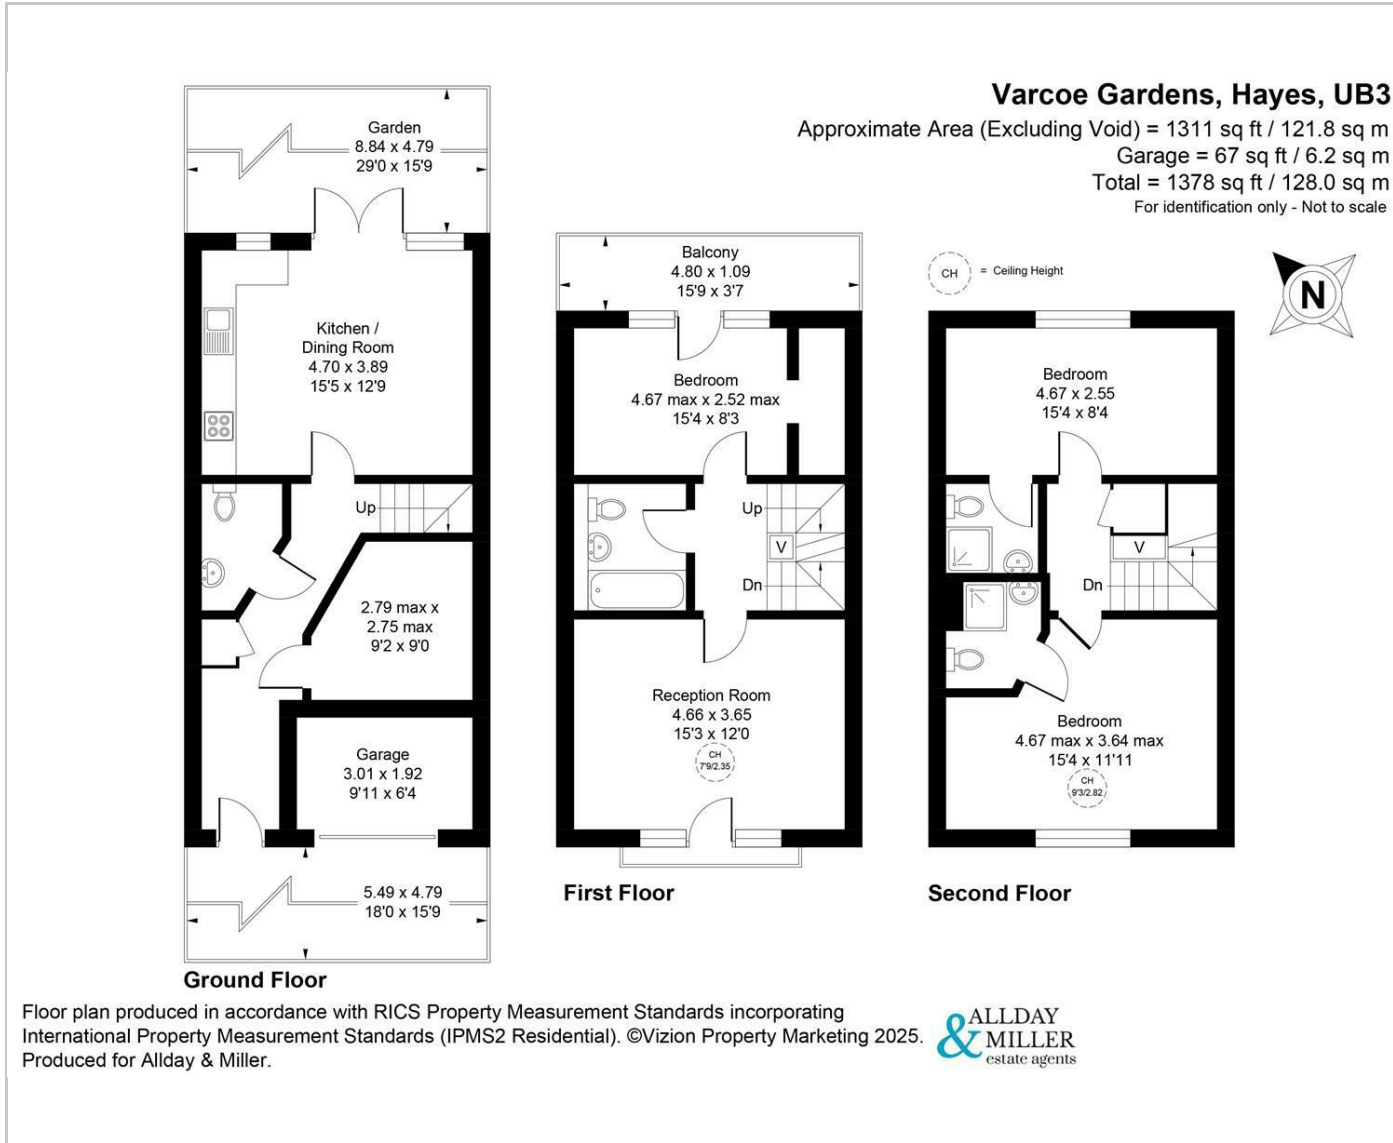 Varcoe Gardens, Hayes, UB3
Approximate Area (Excluding Void) = 1311 sq ft / 121.8 sq m
Garage = 67 sq ft / 6.2 sq m
Total = 1378 sq ft / 128.0 sq m
For identification only - Not to scale
CH = Ceiling Height
N
Garden
8.84 x 4.79
29'0 x 15'9
Kitchen /
Dining Room
4.70 x 3.89
15'5 x 12'9
Up
2.79 max x
2.75 max
9'2 x 9'0
Garage
3.01 x 1.92
9'11 x 6'4
5.49 x 4.79
18'0 x 15'9
Ground Floor
Balcony
4.80 x 1.09
15'9 x 3'7
Bedroom
4.67 max x 2.52 max
15'4 x 8'3
Up
V
Dn
Reception Room
4.66 x 3.65
15'3 x 12'0
CH
7'9/2.35
First Floor
Bedroom
4.67 x 2.55
15'4 x 8'4
V
Dn
Bedroom
4.67 max x 3.64 max
15'4 x 11'11
CH
9'3/2.82
Second Floor
Floor plan produced in accordance with RICS Property Measurement Standards incorporating
International Property Measurement Standards (IPMS2 Residential). ©Vizion Property Marketing 2025.
Produced for Allday & Miller.
ALLDAY
& MILLER
estate agents